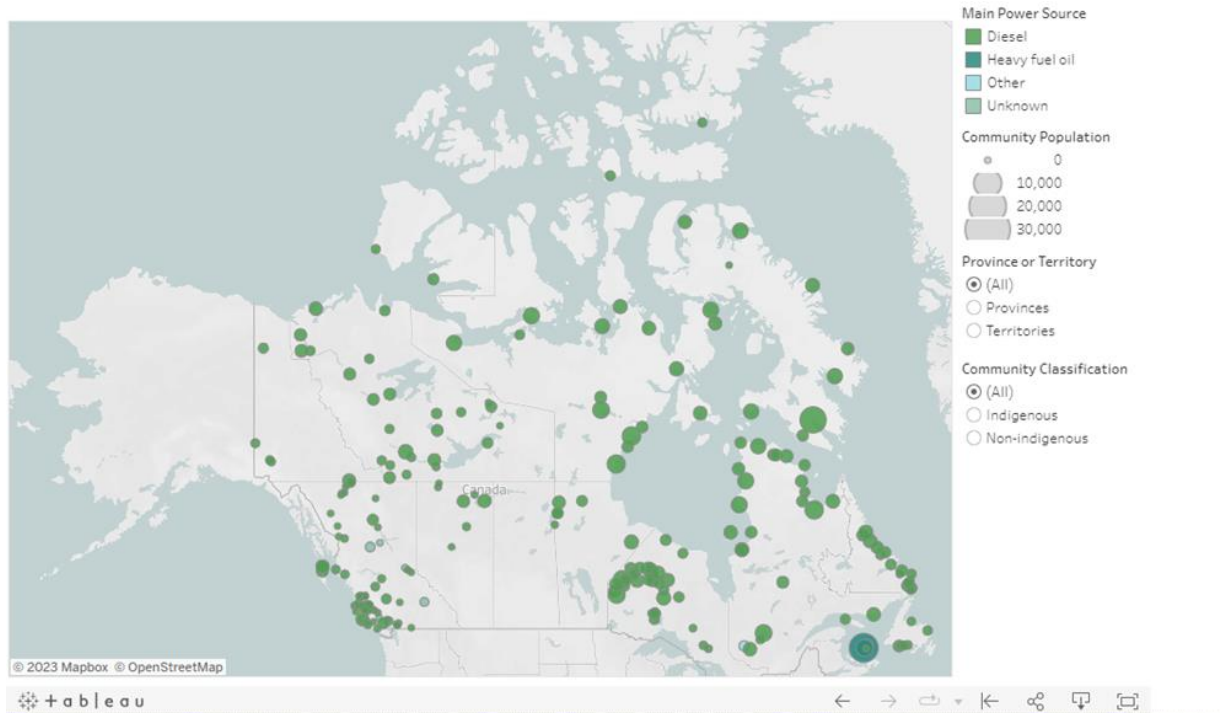 Main Power Source
Diesel
Heavy fuel oil
Other
Unknown
Community Population
0
10,000
20,000
30,000
Province or Territory
(All)
Provinces
Territories
Community Classification
(All)
Indigenous
Non-indigenous
Canada
© 2023 Mapbox © OpenStreetMap
+ a b l e a u